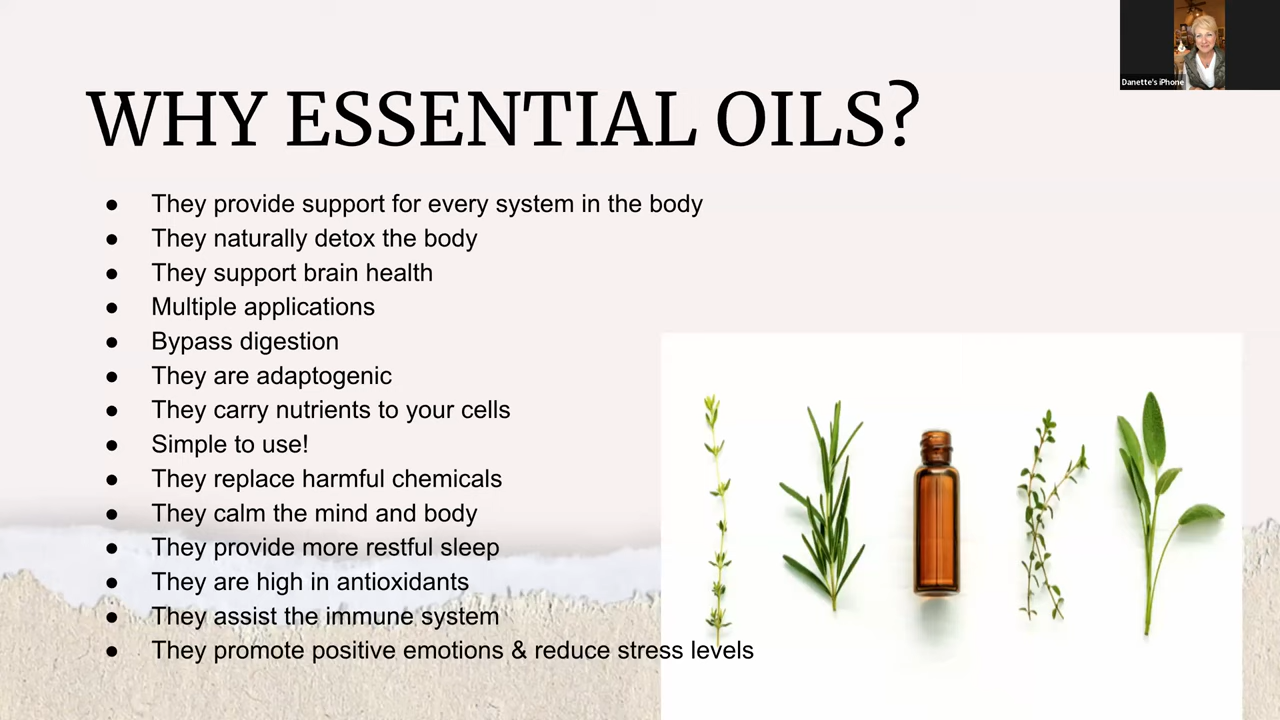 Danette's iPhone
WHY ESSENTIAL OILS?
● They provide support for every system in the body
● They naturally detox the body
● They support brain health
● Multiple applications
● Bypass digestion
● They are adaptogenic
● They carry nutrients to your cells
● Simple to use!
● They replace harmful chemicals
● They calm the mind and body
● They provide more restful sleep
● They are high in antioxidants
● They assist the immune system
● They promote positive emotions & reduce stress levels